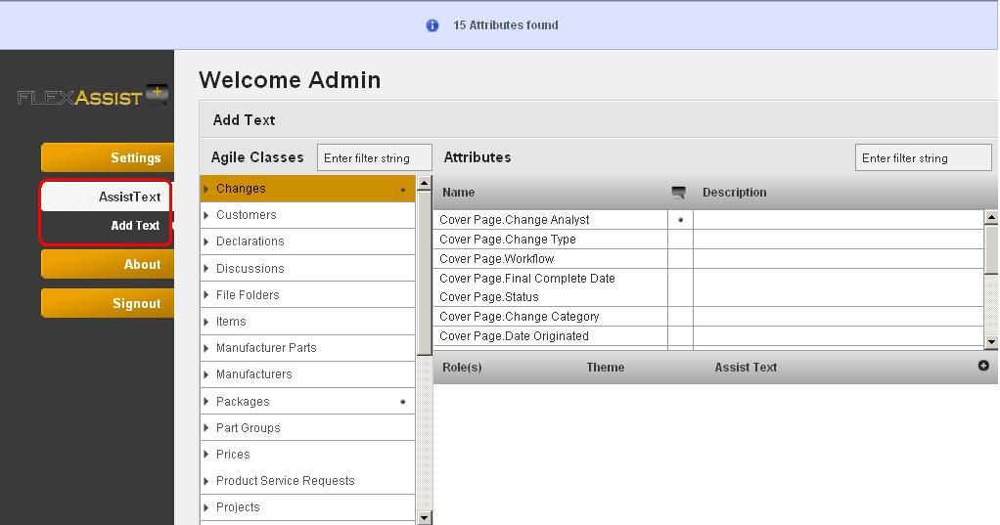 15 Attributes found
FLEXASSIST
Welcome Admin
Add Text
Settings
AssistText
Add Text
About
Signout
Agile Classes
Enter filter string
Changes
Customers
Declarations
Discussions
File Folders
Items
Manufacturer Parts
Manufacturers
Packages
Part Groups
Prices
Product Service Requests
Projects
Attributes
Enter filter string
Name Description
Cover Page.Change Analyst
Cover Page.Change Type
Cover Page.Workflow
Cover Page.Final Complete Date
Cover Page.Status
Cover Page.Change Category
Cover Page.Date Originated
Role(s) Theme Assist Text